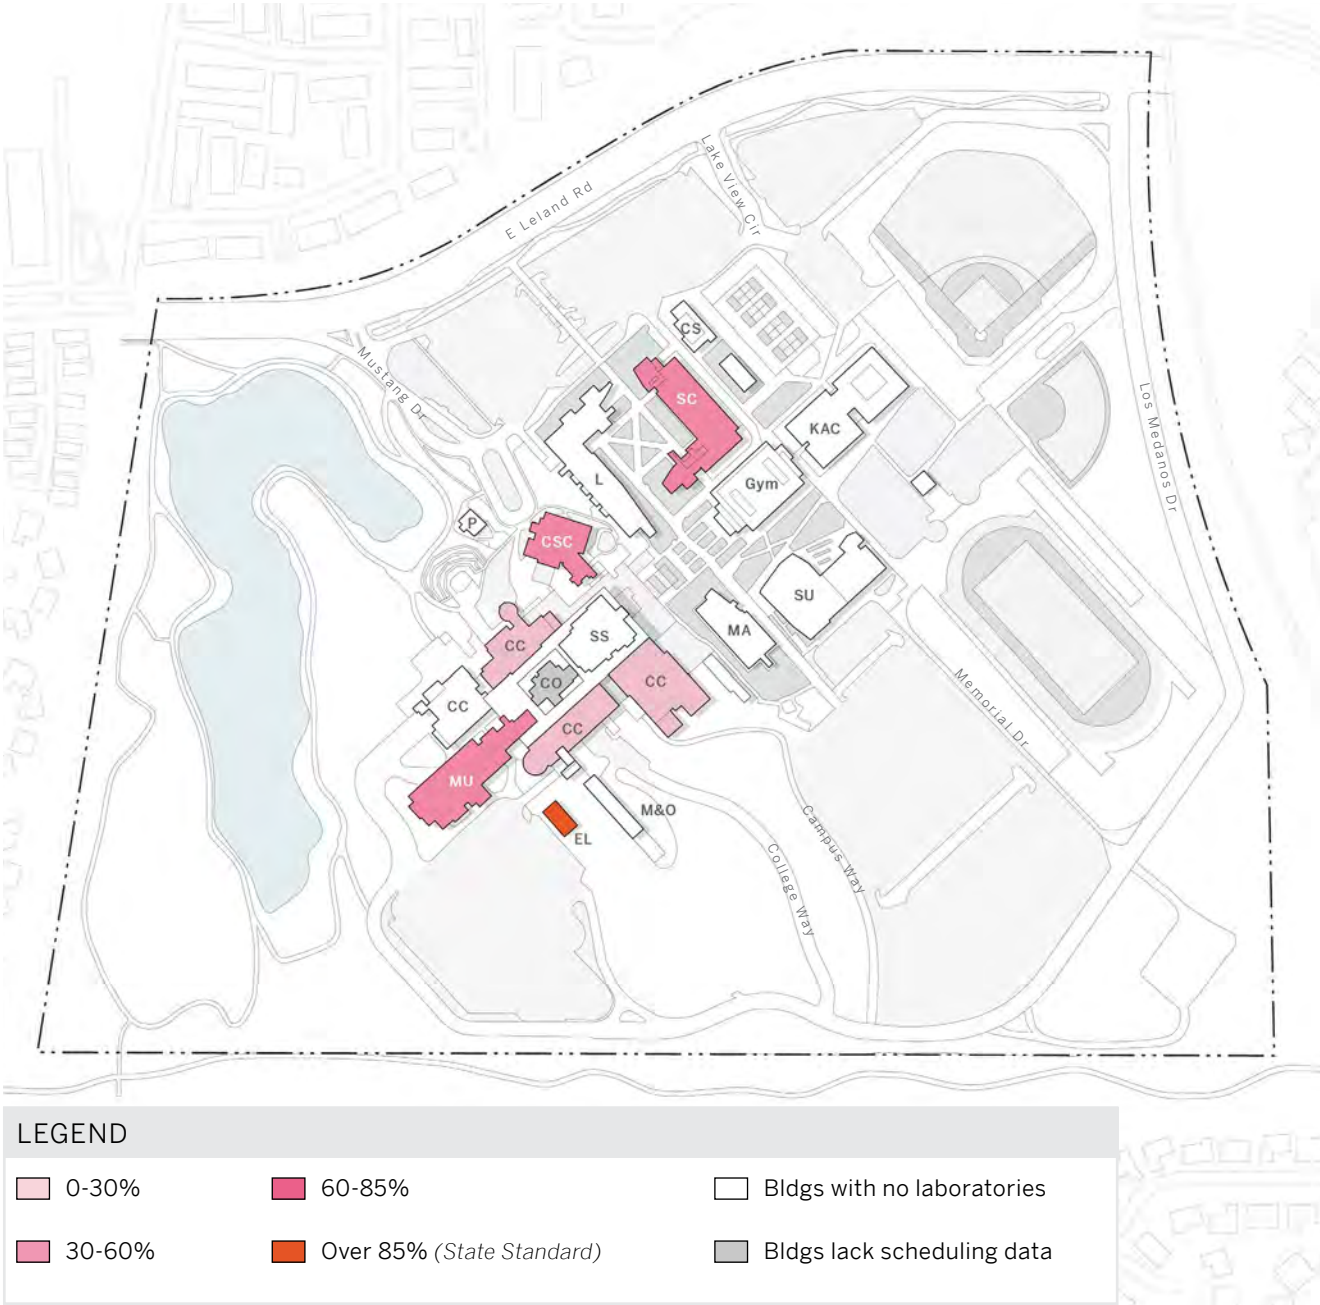 Lake View Cir
E Leland Rd
CS
Mustang Dr
SC
Los Medanos Dr
KAC
L
Gym
P
CSC
SU
SS
MA
CC
CO
CC
CC
Memorial Dr
CC
MU
M&O
EL
Campus Way
College Way
LEGEND
0-30%
60-85%
Bldgs with no laboratories
30-60%
Over 85% (State Standard)
Bldgs lack scheduling data